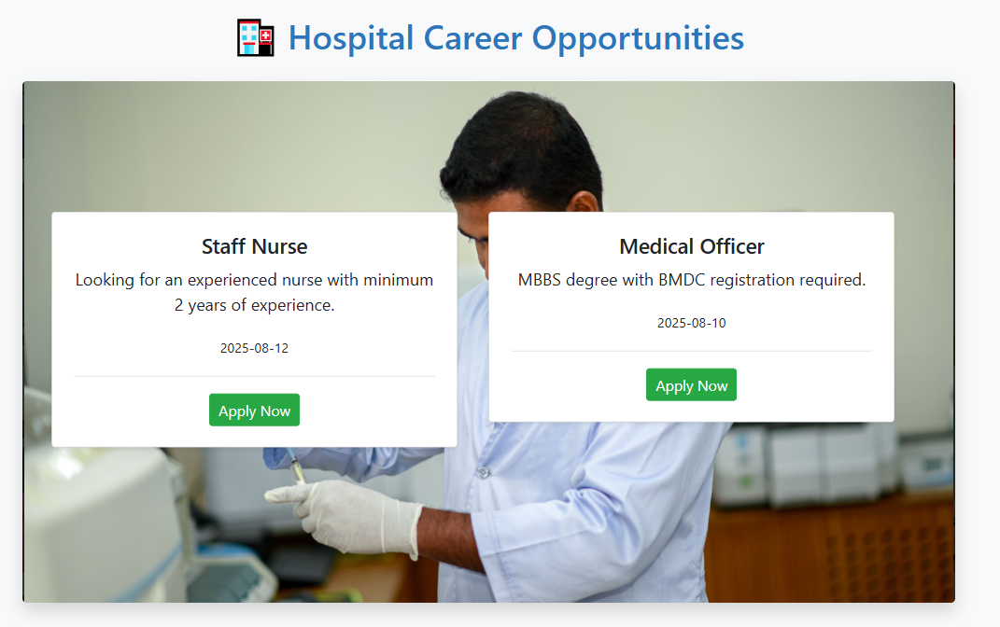 Hospital Career Opportunities
Staff Nurse
Looking for an experienced nurse with minimum
2 years of experience.
2025-08-12
Apply Now
Medical Officer
MBBS degree with BMDC registration required.
2025-08-10
Apply Now